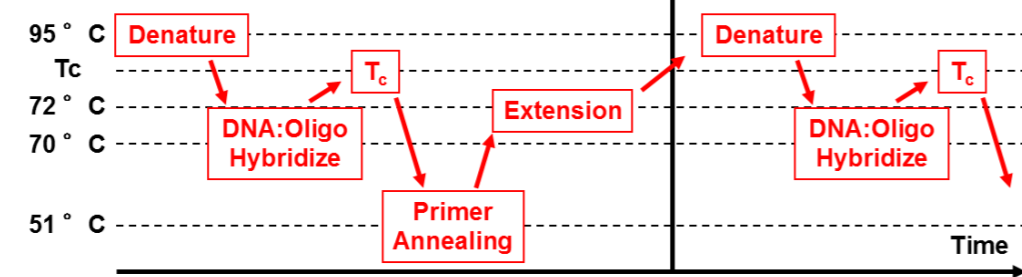 95 ° C
Denature
Denature
Tc
Tc
Tc
72 ° C
Extension
DNA:Oligo
Hybridize
DNA:Oligo
Hybridize
70 ° C
Primer
Annealing
51 ° C
Time